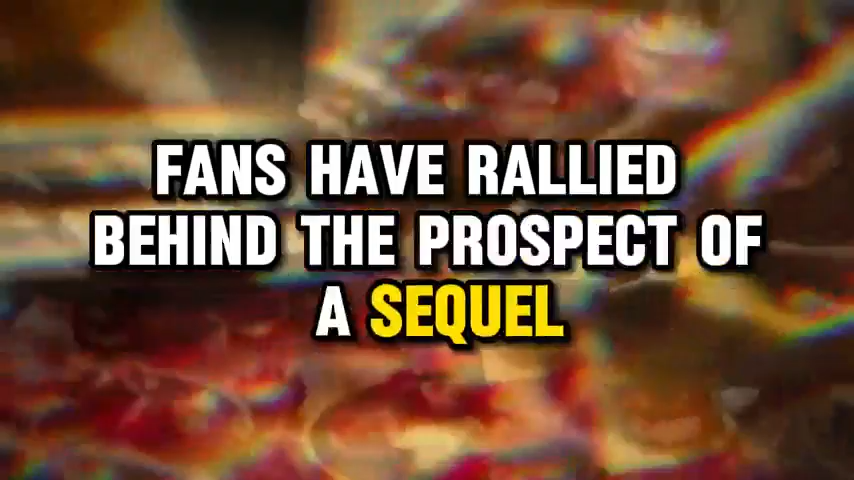 FANS HAVE RALLIED
BEHIND THE PROSPECT OF
A SEQUEL